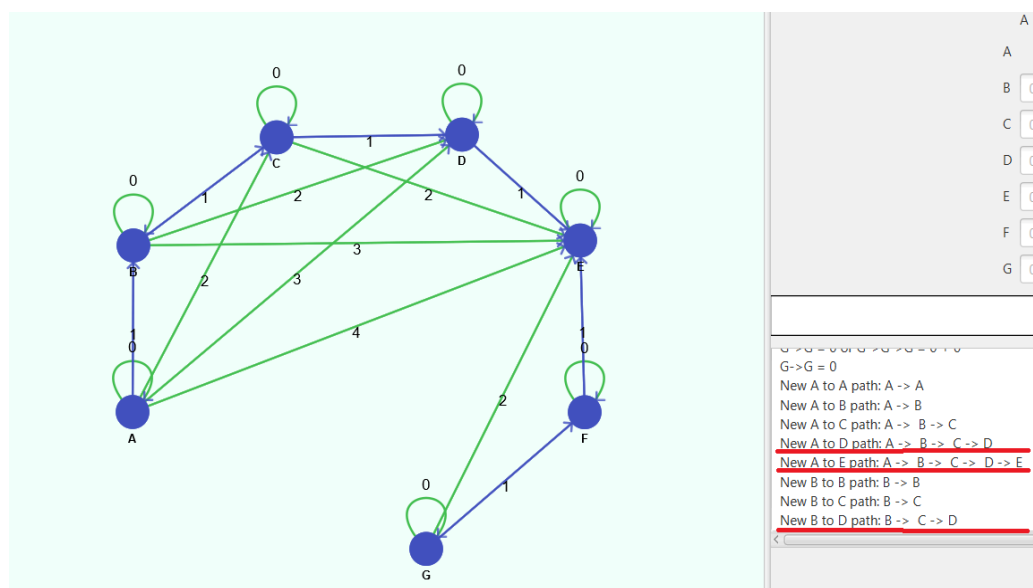 A
0
0
C
D
1
0
0
1
2
2
1
B
3
E
2
3
1
4
1
0
0
2
A
F
1
0
G
A
B
C
D
E
F
G
G->G = 0
New A to A path: A -> A
New A to B path: A -> B
New A to C path: A -> B -> C
New A to D path: A -> B -> C -> D
New A to E path: A -> B -> C -> D -> E
New B to B path: B -> B
New B to C path: B -> C
New B to D path: B -> C -> D